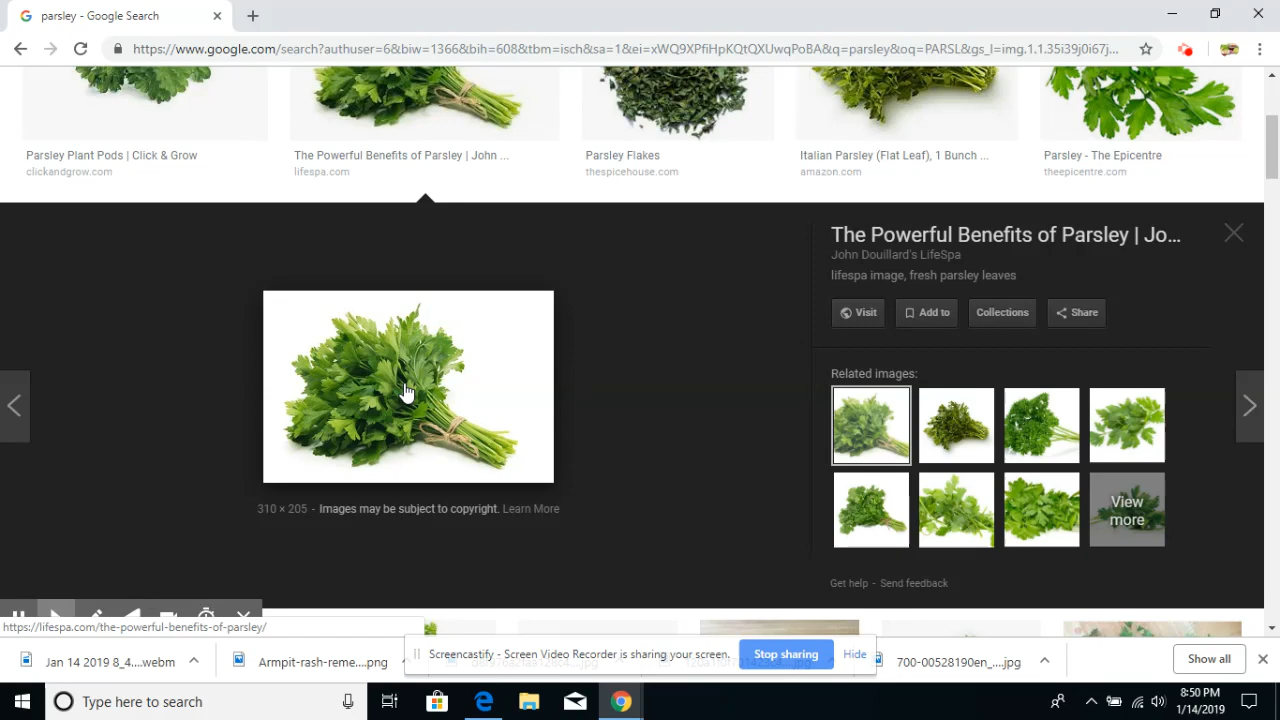 parsley - Google Search
https://www.google.com/search?authuser=6&biw=1366&bih=608&tbm=isch&sa=1&ei=xWQ9XPfiHpKQtQXUwqPoBA&q=parsley&oq=PARSL&gs_l=img.1.1.35i39j0i67j...
Parsley Plant Pods | Click & Grow
clickandgrow.com
The Powerful Benefits of Parsley | John ...
lifespa.com
Parsley Flakes
thespicehouse.com
Italian Parsley (Flat Leaf), 1 Bunch ...
amazon.com
Parsley - The Epicentre
theepicentre.com
The Powerful Benefits of Parsley | Jo...
John Douillard's LifeSpa
lifespa image, fresh parsley leaves
Visit Add to Collections Share
Related images:
View more
310 × 205 - Images may be subject to copyright. Learn More
Get help - Send feedback
https://lifespa.com/the-powerful-benefits-of-parsley/
Screencastify - Screen Video Recorder is sharing your screen. Stop sharing Hide
Jan 14 2019 8_4....webm Armpit-rash-reme...png 700-00528190en_...jpg Show all
Type here to search
8:50 PM
1/14/2019